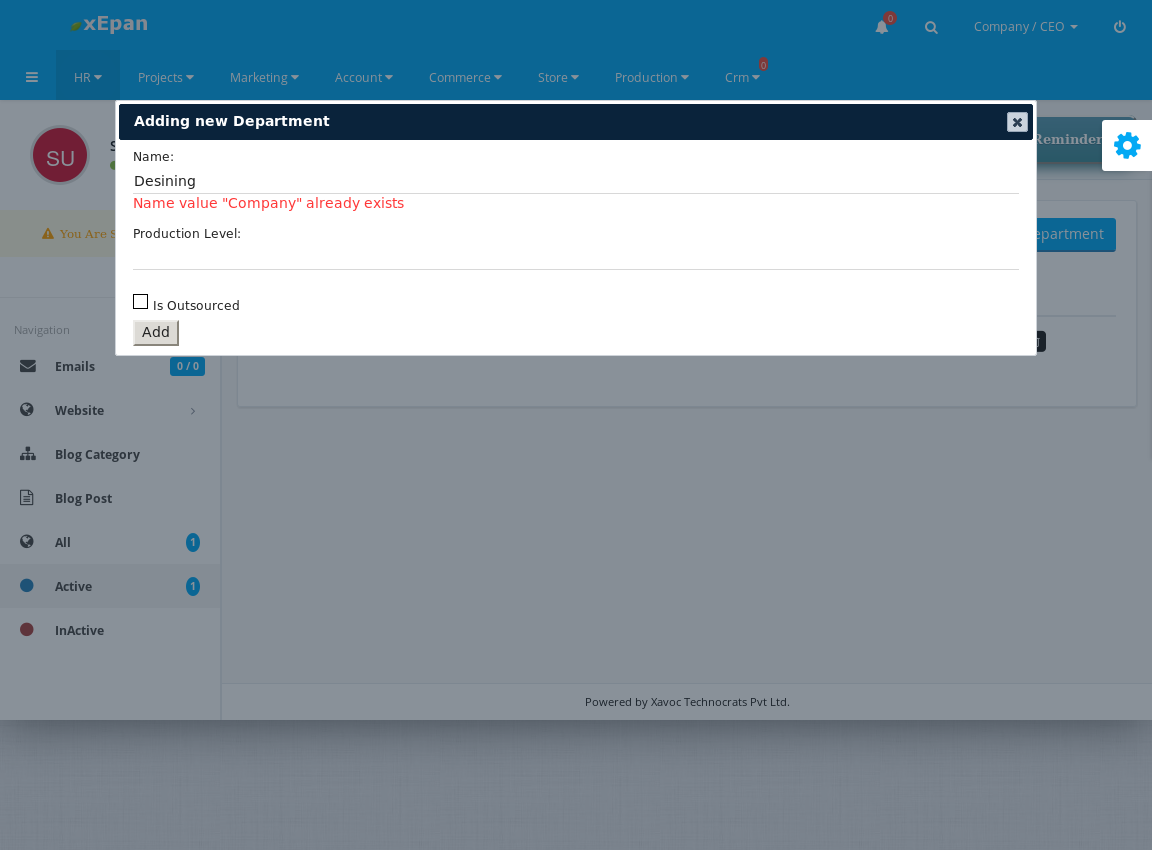 xEpan
0
Company / CEO
HR
Projects
Marketing
Account
Commerce
Store
Production
Crm
0
Adding new Department
SU
Name:
Desining
Name value "Company" already exists
Production Level:
Is Outsourced
Add
Reminder
You Are
Navigation
Emails
0 / 0
Website
Blog Category
Blog Post
All
1
Active
1
InActive
Powered by Xavoc Technocrats Pvt Ltd.